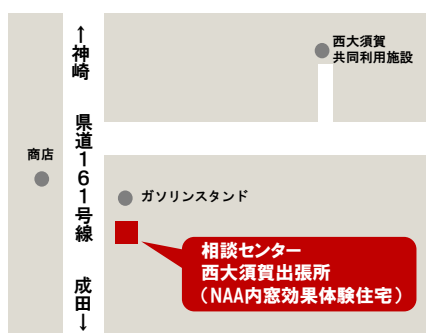 ↑神崎　県道161号線　成田↓
西大須賀
共同利用施設
商店
ガソリンスタンド
相談センター
西大須賀出張所
（NAA内窓効果体験住宅）